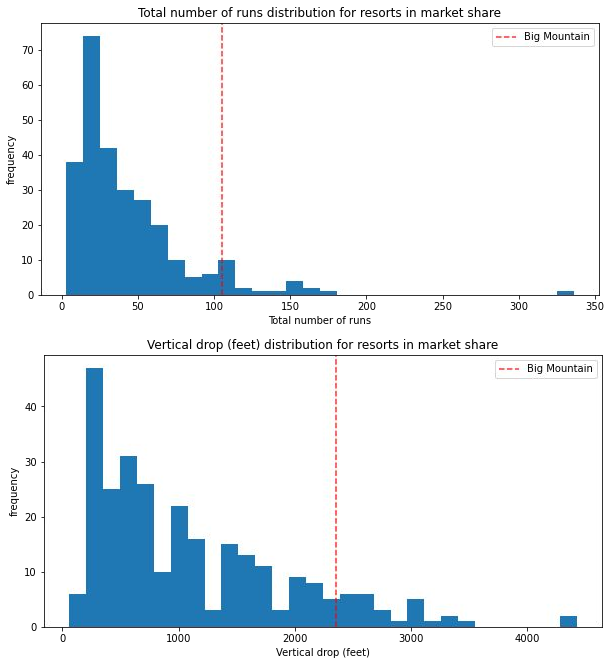 Total number of runs distribution for resorts in market share
Big Mountain
frequency
70
60
50
40
30
20
10
0
0 50 100 150 200 250 300 350
Total number of runs
Vertical drop (feet) distribution for resorts in market share
Big Mountain
frequency
40
30
20
10
0
0 1000 2000 3000 4000
Vertical drop (feet)